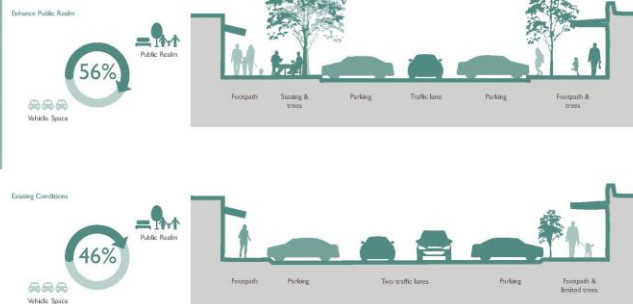 Enhance Public Realm
56%
Public Realm
Vehicle Space
Footpath
Seating &
trees
Parking
Traffic lane
Parking
Footpath &
trees
Existing Conditions
46%
Public Realm
Vehicle Space
Footpath
Parking
Two traffic lanes
Parking
Footpath &
limited trees